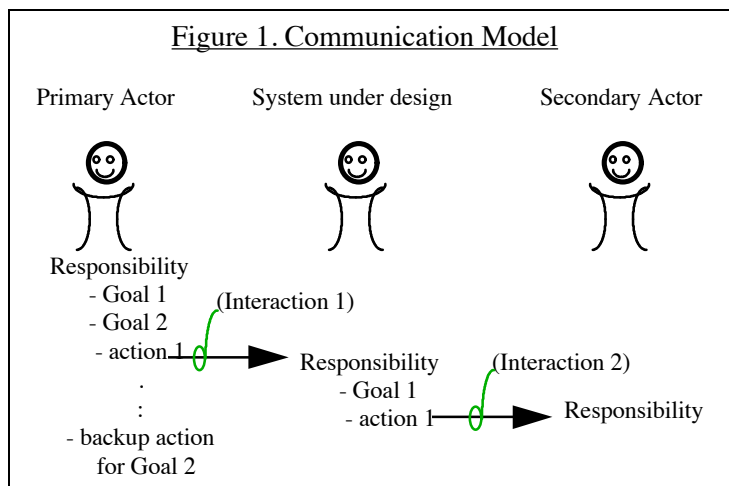 Figure 1. Communication Model
Primary Actor
System under design
Secondary Actor
Responsibility
- Goal 1
- Goal 2
- action 1
.
:
- backup action
for Goal 2
(Interaction 1)
Responsibility
- Goal 1
- action 1
(Interaction 2)
Responsibility